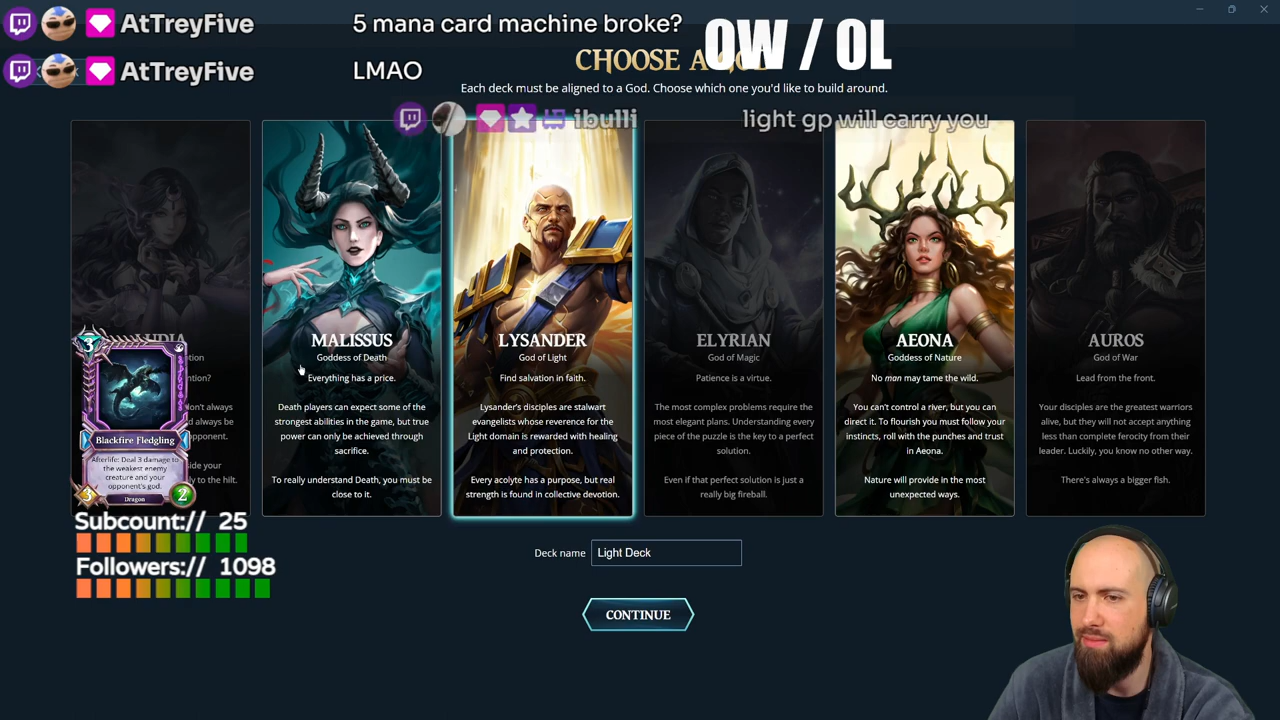 AtTreyFive 5 mana card machine broke?
AtTreyFive LMAO
0W / 0L
CHOOSE A
Each deck must be aligned to a God. Choose which one you'd like to build around.
ibulli light gp will carry you
MALISSUS
Goddess of Death
Everything has a price.
Death players can expect some of the
strongest abilities in the game, but true
power can only be achieved through
sacrifice.
To really understand Death, you must be
close to it.
LYSANDER
God of Light
Find salvation in faith.
Lysander's disciples are stalwart
evangelists whose reverence for the
Light domain is rewarded with healing
and protection.
Every acolyte has a purpose, but real
strength is found in collective devotion.
ELYRIAN
God of Magic
Patience is a virtue.
The most complex problems require the
most elegant plans. Understanding every
piece of the puzzle is the key to a perfect
solution.
Even if that perfect solution is just a
really big fireball.
AEONA
Goddess of Nature
No man may tame the wild.
You can't control a river, but you can
direct it. To flourish you must follow your
instincts, roll with the punches and trust
in Aeona.
Nature will provide in the most
unexpected ways.
AUROS
God of War
Lead from the front.
Your disciples are the greatest warriors
alive, but they will not accept anything
less than complete ferocity from their
leader. Luckily, you know no other way.
There's always a bigger fish.
3
Blackfire Fledgling
Afterlife: Deal 3 damage to
the weakest enemy
creature and your
opponent's god.
Dragon
3
2
always
always be
opponent.
to the hilt.
Subcount:// 25
Followers:// 1098
Deck name Light Deck
CONTINUE